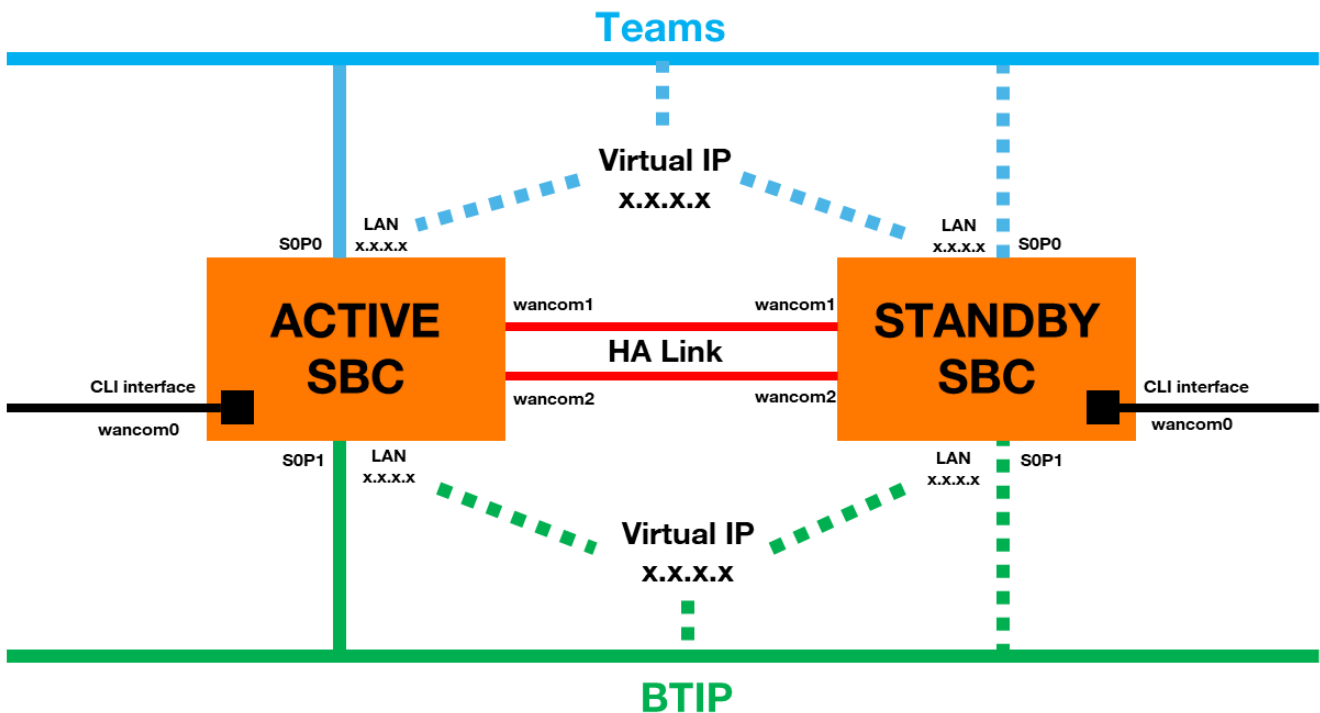 Teams
Virtual IP
x.x.x.x
LAN
x.x.x.x
S0P0
LAN
x.x.x.x
S0P0
ACTIVE
SBC
wancom1
wancom1
HA Link
wancom2
wancom2
STANDBY
SBC
CLI interface
wancom0
CLI interface
wancom0
S0P1
LAN
x.x.x.x
LAN
x.x.x.x
S0P1
Virtual IP
x.x.x.x
BTIP